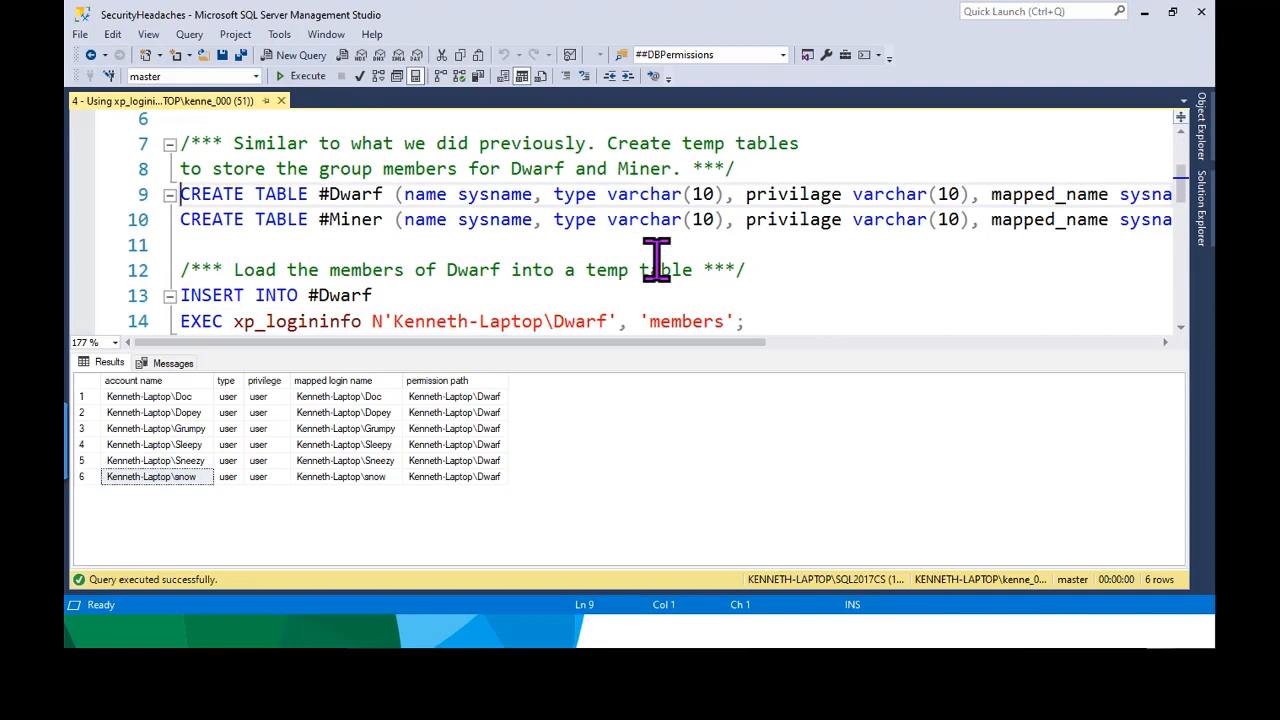 SecurityHeadaches - Microsoft SQL Server Management Studio
Quick Launch (Ctrl+Q)
File Edit View Query Project Tools Window Help
New Query
##DBPermissions
master
Execute
4 - Using xp_logini...TOP\kenne_000 (51))
Object Explorer
Solution Explorer
6
7 /*** Similar to what we did previously. Create temp tables
8 to store the group members for Dwarf and Miner. ***/
9 CREATE TABLE #Dwarf (name sysname, type varchar(10), privilage varchar(10), mapped_name sysna
10 CREATE TABLE #Miner (name sysname, type varchar(10), privilage varchar(10), mapped_name sysna
11
12 /*** Load the members of Dwarf into a temp table ***/
13 INSERT INTO #Dwarf
14 EXEC xp_logininfo N'Kenneth-Laptop\Dwarf', 'members';
177 %
Results Messages
account name type privilege mapped login name permission path
1 Kenneth-Laptop\Doc user user Kenneth-Laptop\Doc Kenneth-Laptop\Dwarf
2 Kenneth-Laptop\Dopey user user Kenneth-Laptop\Dopey Kenneth-Laptop\Dwarf
3 Kenneth-Laptop\Grumpy user user Kenneth-Laptop\Grumpy Kenneth-Laptop\Dwarf
4 Kenneth-Laptop\Sleepy user user Kenneth-Laptop\Sleepy Kenneth-Laptop\Dwarf
5 Kenneth-Laptop\Sneezy user user Kenneth-Laptop\Sneezy Kenneth-Laptop\Dwarf
6 Kenneth-Laptop\snow user user Kenneth-Laptop\snow Kenneth-Laptop\Dwarf
Query executed successfully.
KENNETH-LAPTOP\SQL2017CS (1... KENNETH-LAPTOP\kenne_0... master 00:00:00 6 rows
Ready Ln 9 Col 1 Ch 1 INS